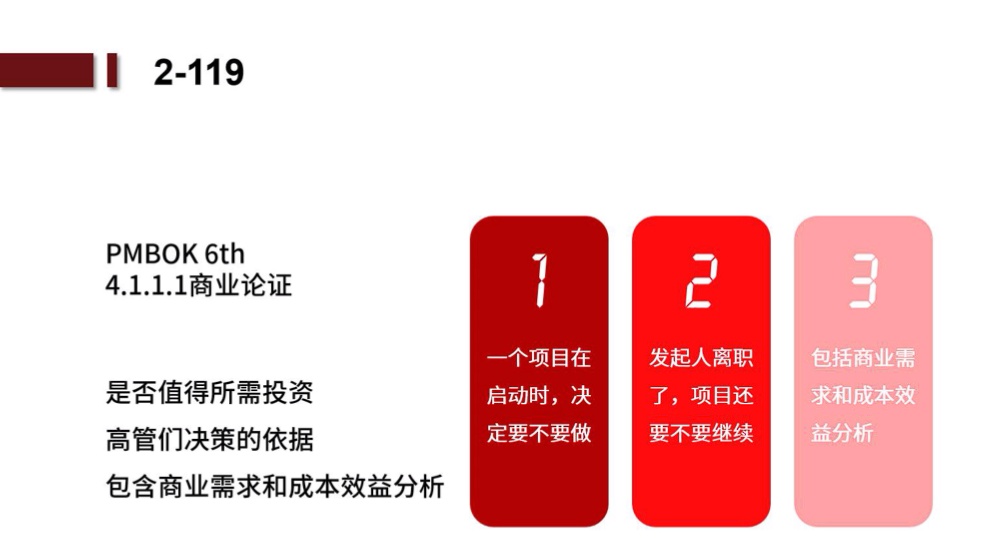 2-119
PMBOK 6th
4.1.1.1商业论证
是否值得所需投资
高管们决策的依据
包含商业需求和成本效益分析
1
一个项目在
启动时，决
定要不要做
2
发起人离职
了，项目还
要不要继续
3
包括商业需
求和成本效
益分析